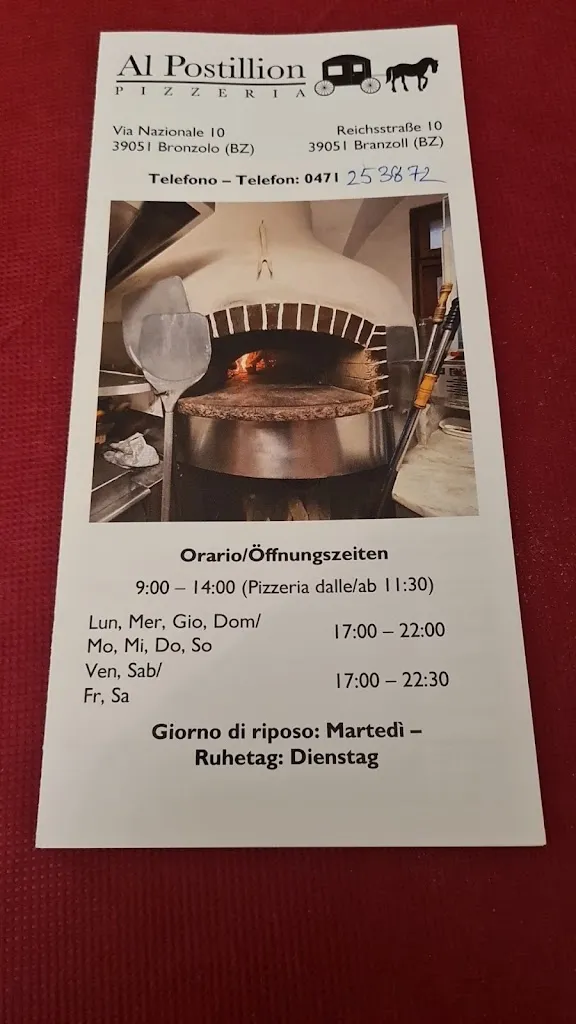 Al Postillion
PIZZERIA
Via Nazionale 10
39051 Bronzolo (BZ)
Reichsstraße 10
39051 Branzoll (BZ)
Telefono – Telefon: 0471 253872
Orario/Öffnungszeiten
9:00 – 14:00 (Pizzeria dalle/ab 11:30)
Lun, Mer, Gio, Dom/
Mo, Mi, Do, So
17:00 – 22:00
Ven, Sab/
Fr, Sa
17:00 – 22:30
Giorno di riposo: Martedì –
Ruhetag: Dienstag